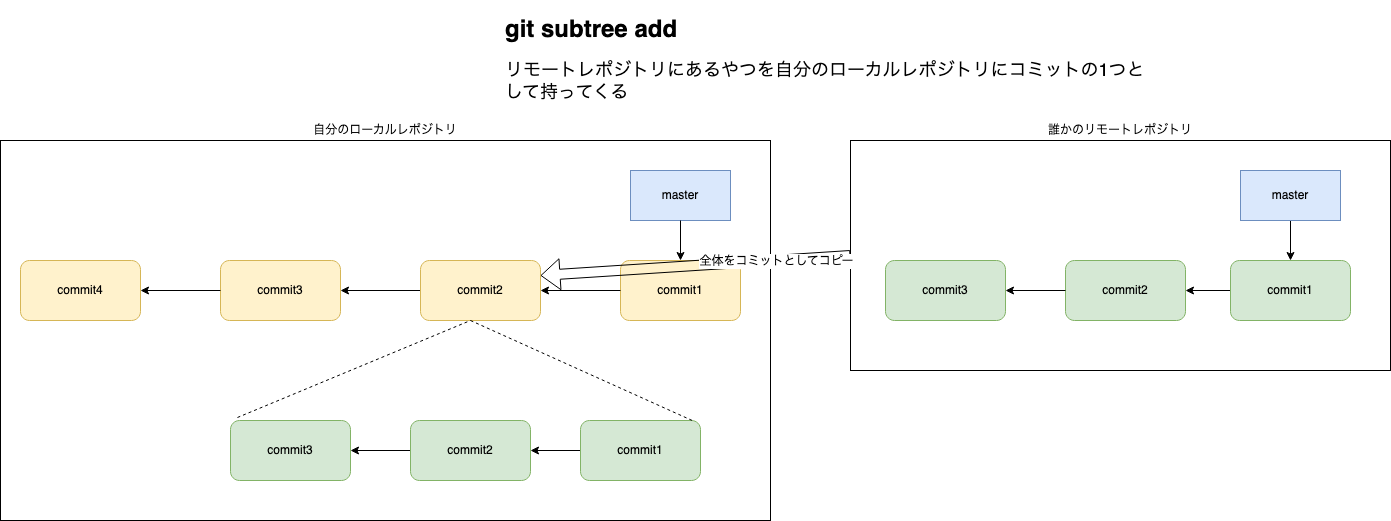 git subtree add
リモートレポジトリにあるやつを自分のローカルレポジトリにコミットの1つと
して持ってくる
自分のローカルレポジトリ
誰かのリモートレポジトリ
master
master
全体をコミットとしてコピー
commit4
commit3
commit2
commit1
commit3
commit2
commit1
commit3
commit2
commit1